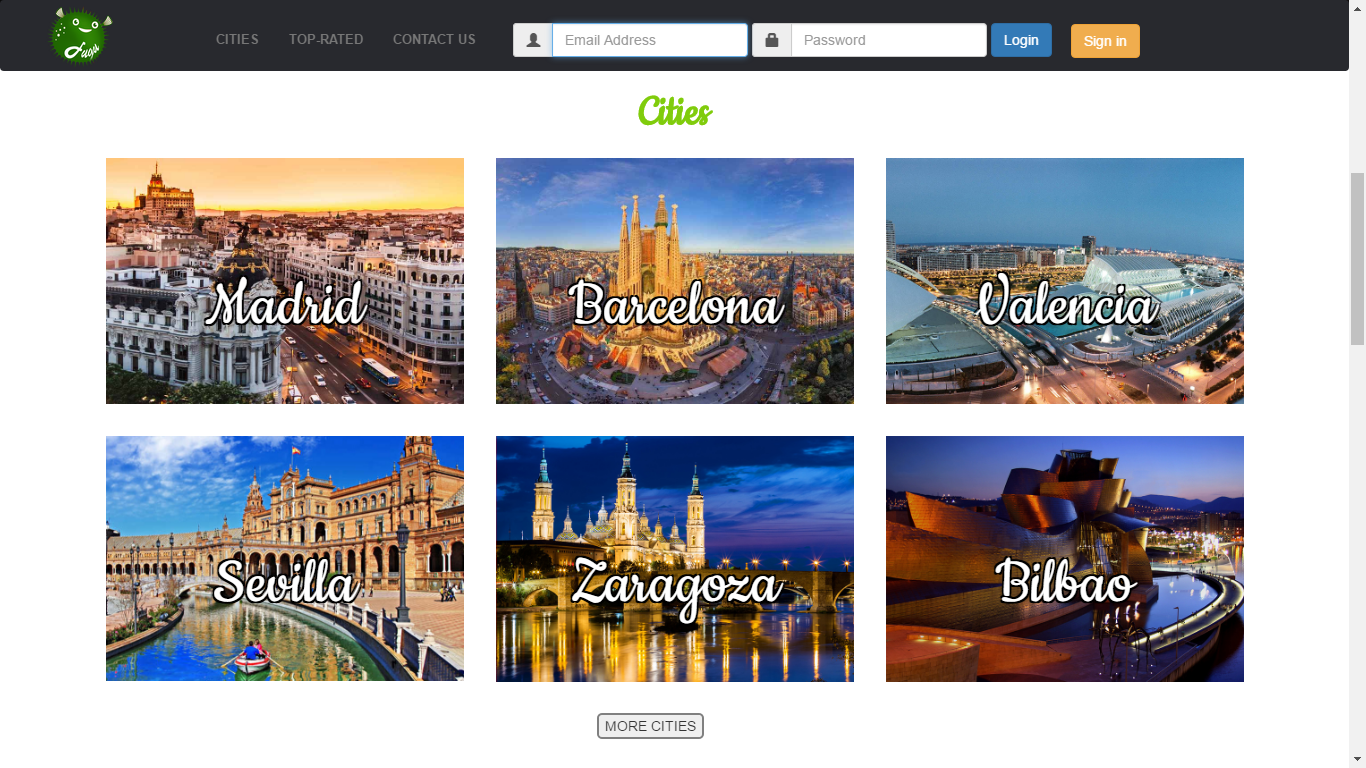 Fugu
CITIES
TOP-RATED
CONTACT US
Email Address
Password
Login
Sign in
Cities
Madrid
Barcelona
Valencia
Sevilla
Zaragoza
Bilbao
MORE CITIES